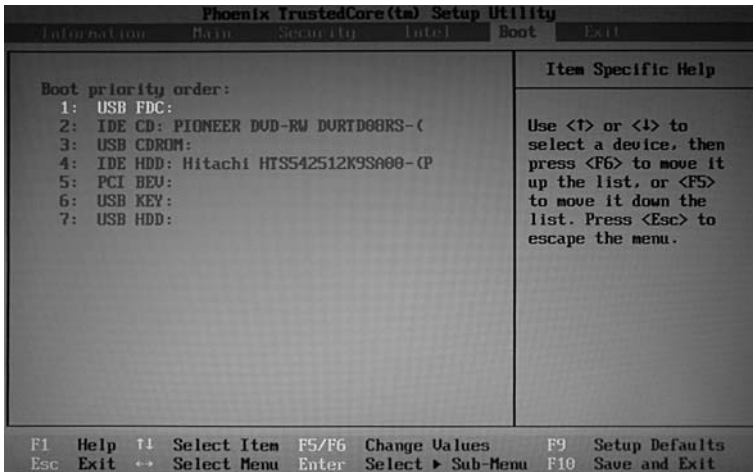 Phoenix TrustedCore(tm) Setup Utility
Information Main Security Intel Boot Exit
Boot priority order:
1: USB FDC:
2: IDE CD: PIONEER DVD-RW DVRTD08RS-(
3: USB CDROM:
4: IDE HDD: Hitachi HTS542512K9SA00-(P
5: PCI BEV:
6: USB KEY:
7: USB HDD:
Item Specific Help
Use <↑> or <↓> to
select a device, then
press <F6> to move it
up the list, or <F5>
to move it down the
list. Press <Esc> to
escape the menu.
F1 Help ↑↓ Select Item F5/F6 Change Values F9 Setup Defaults
Esc Exit ↔ Select Menu Enter Select ▶ Sub-Menu F10 Save and Exit